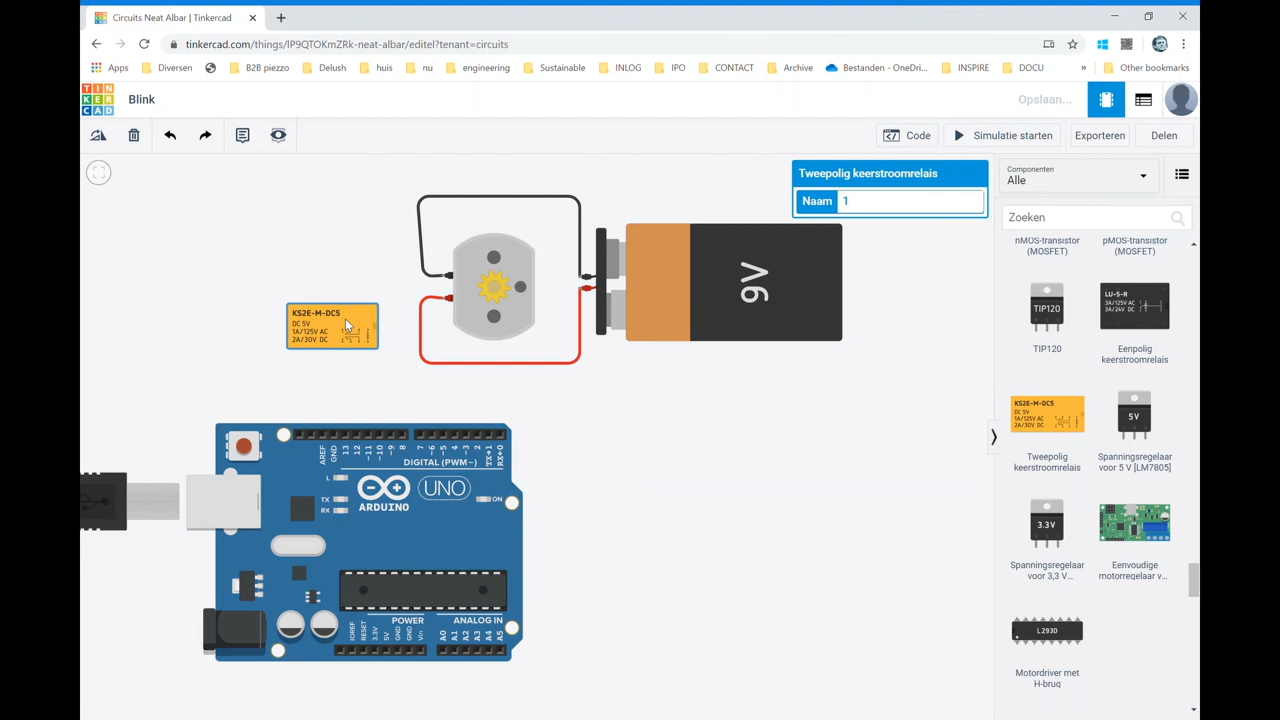 Circuits Neat Albar | Tinkercad
tinkercad.com/things/IP9QTOKmZRk-neat-albar/editel?tenant=circuits
Apps
Diversen
B2B piezzo
Delush
huis
nu
engineering
Sustainable
INLOG
IPO
CONTACT
Archive
Bestanden - OneDri...
INSPIRE
DOCU
»
Other bookmarks
TIN
KER
CAD
Blink
Opslaan...
Code
Simulatie starten
Exporteren
Delen
Tweepolig keerstroomrelais
Naam
1
Componenten
Alle
Zoeken
nMOS-transistor
(MOSFET)
pMOS-transistor
(MOSFET)
TIP120
TIP120
LU-5-R
3A/125V AC
3A/24V DC
Eenpolig
keerstroomrelais
KS2E-M-DC5
DC 5V
1A/125V AC
2A/30V DC
Tweepolig
keerstroomrelais
5V
Spanningsregelaar
voor 5 V [LM7805]
3.3V
Spanningsregelaar
voor 3,3 V...
Eenvoudige
motorregelaar v...
L293D
Motordriver met
H-brug
9V
KS2E-M-DC5
DC 5V
1A/125V AC
2A/30V DC
AREF
GND
13
12
~11
~10
~9
8
7
~6
~5
4
~3
2
TX→1
RX←0
DIGITAL (PWM~)
L
TX
RX
ARDUINO
UNO
ON
POWER
ANALOG IN
IOREF
RESET
3.3V
5V
GND
GND
Vin
A0
A1
A2
A3
A4
A5